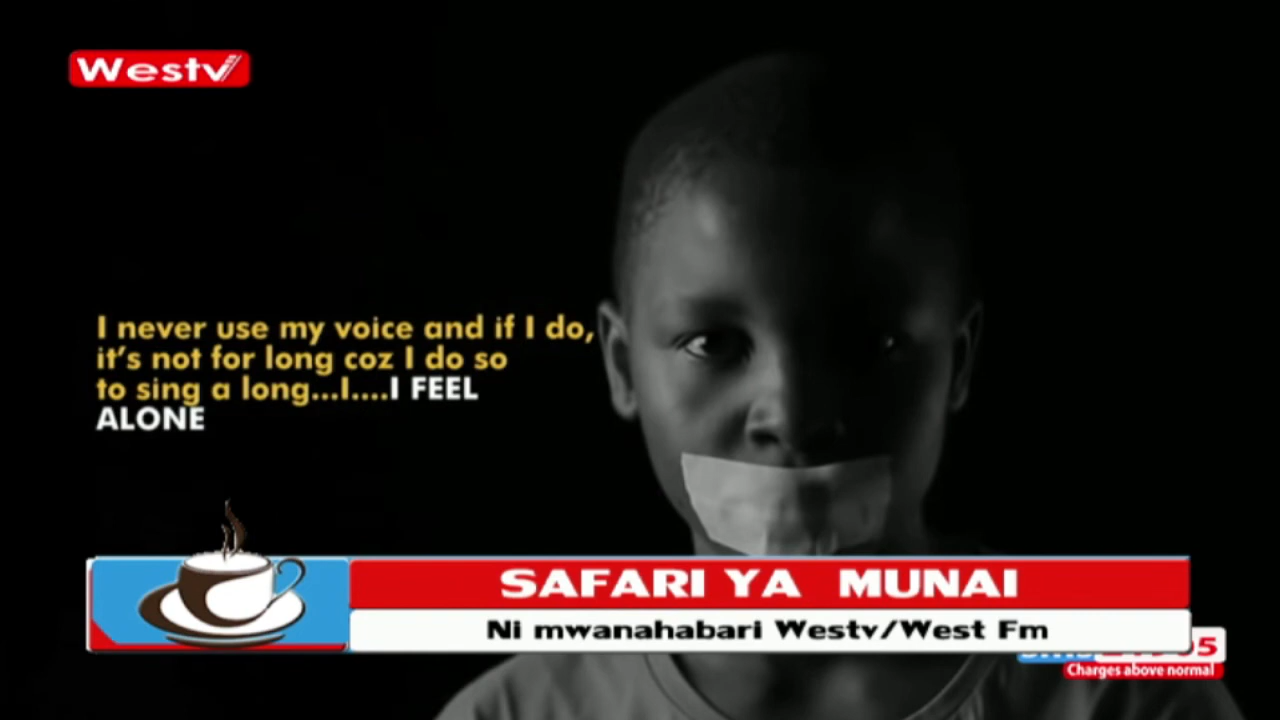 Westv
I never use my voice and if I do,
it's not for long coz I do so
to sing a long...I....I FEEL
ALONE
SAFARI YA MUNAI
Ni mwanahabari Westv/West Fm
Charges above normal